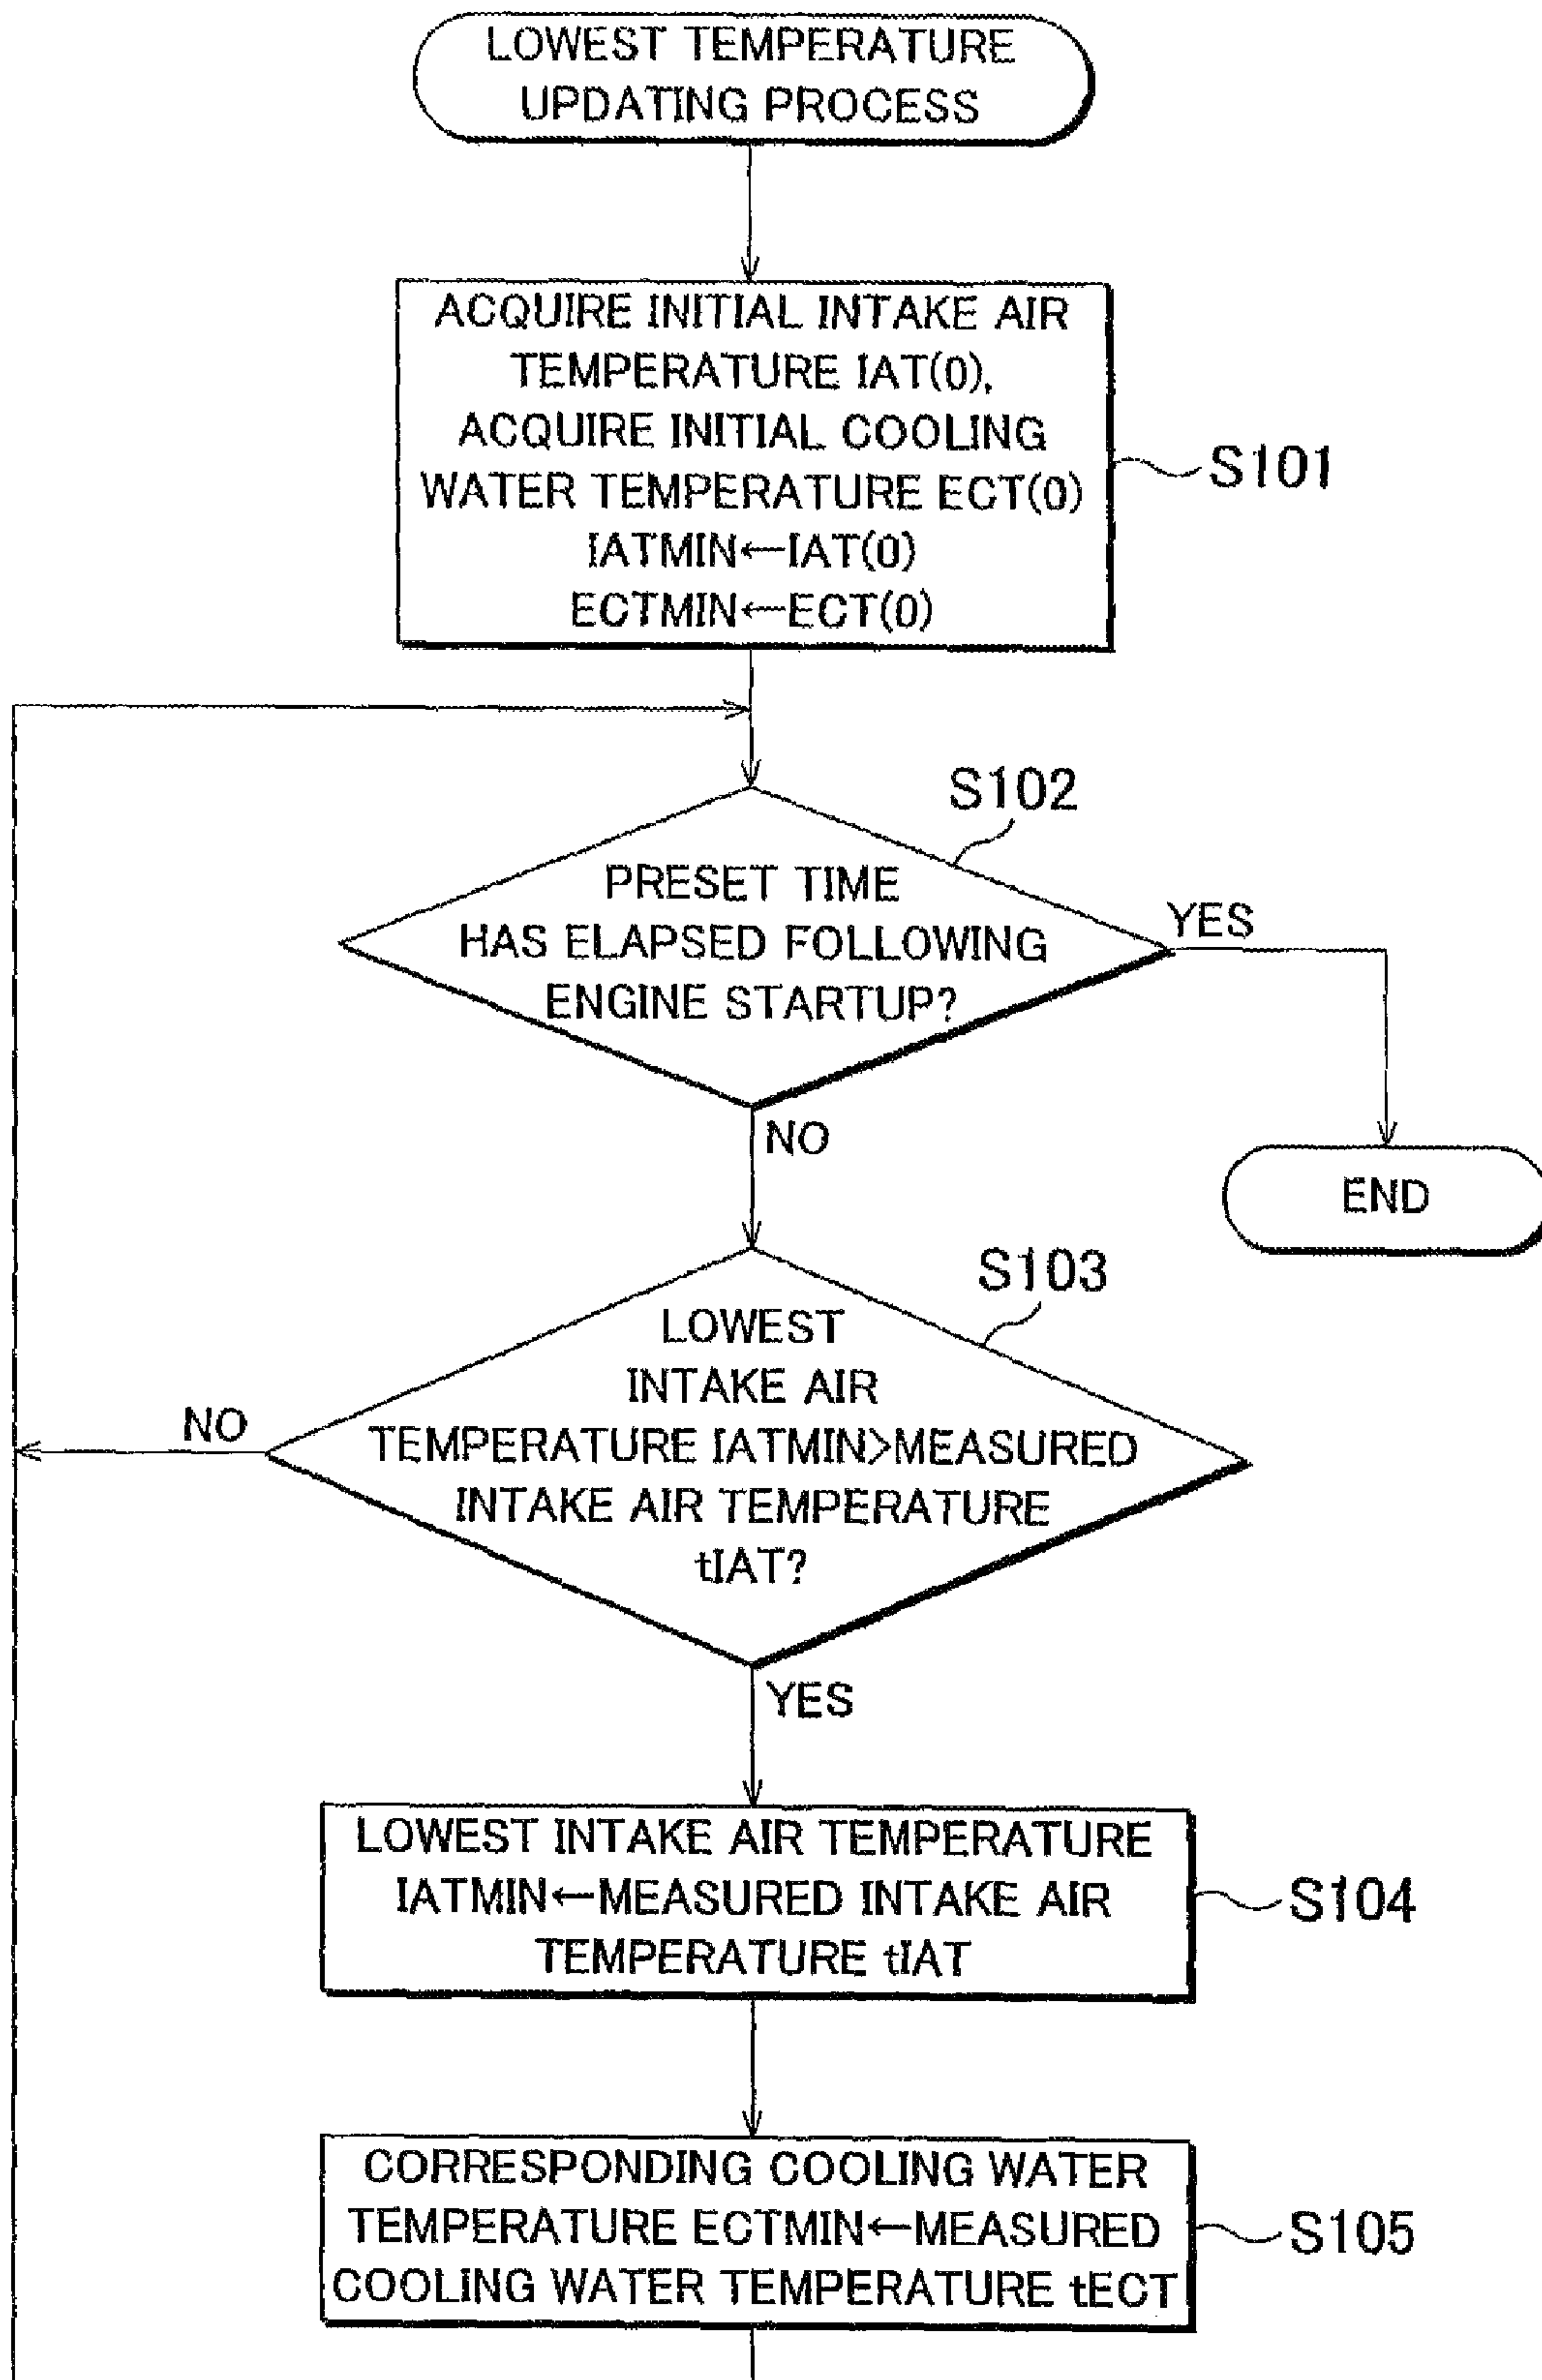 LOWEST TEMPERATURE
UPDATING PROCESS
ACQUIRE INITIAL INTAKE AIR
TEMPERATURE IAT(0),
ACQUIRE INITIAL COOLING
WATER TEMPERATURE ECT(0)
IATMIN←IAT(0)
ECTMIN←ECT(0)
S101
S102
PRESET TIME
HAS ELAPSED FOLLOWING
ENGINE STARTUP?
YES
NO
END
S103
LOWEST
INTAKE AIR
TEMPERATURE IATMIN>MEASURED
INTAKE AIR TEMPERATURE
tIAT?
NO
YES
LOWEST INTAKE AIR TEMPERATURE
IATMIN←MEASURED INTAKE AIR
TEMPERATURE tIAT
S104
CORRESPONDING COOLING WATER
TEMPERATURE ECTMIN←MEASURED
COOLING WATER TEMPERATURE tECT
S105